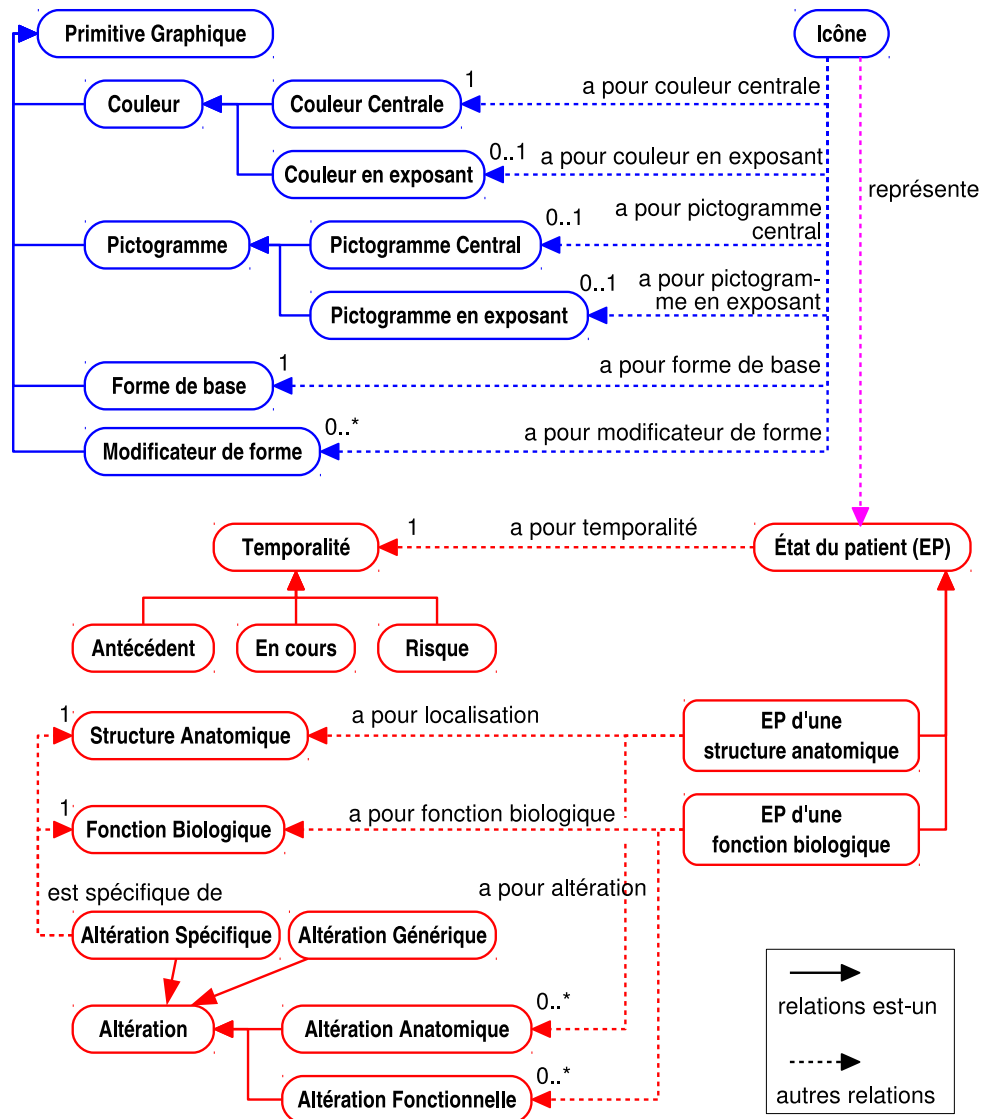 Primitive Graphique
Icône
Couleur
Couleur Centrale
1
a pour couleur centrale
Couleur en exposant
0..1
a pour couleur en exposant
représente
Pictogramme
Pictogramme Central
0..1
a pour pictogramme
central
Pictogramme en exposant
0..1
a pour pictogram-
me en exposant
Forme de base
1
a pour forme de base
Modificateur de forme
0..*
a pour modificateur de forme
Temporalité
1
a pour temporalité
État du patient (EP)
Antécédent
En cours
Risque
1
Structure Anatomique
a pour localisation
EP d'une
structure anatomique
1
Fonction Biologique
a pour fonction biologique
EP d'une
fonction biologique
est spécifique de
a pour altération
Altération Spécifique
Altération Générique
Altération
Altération Anatomique
0..*
Altération Fonctionnelle
0..*
relations est-un
autres relations